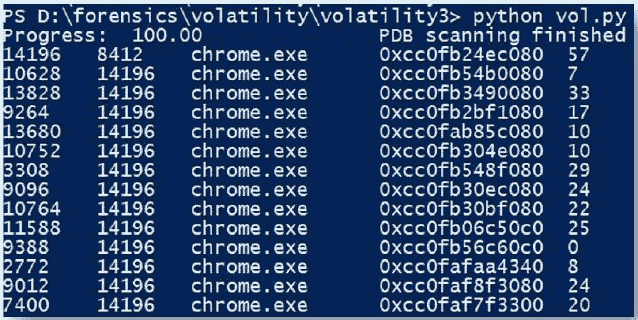 PS D:\forensics\volatility\volatility3> python vol.py
Progress:  100.00               PDB scanning finished
14196   8412    chrome.exe      0xcc0fb24ec080  57
10628   14196   chrome.exe      0xcc0fb54b0080  7
13828   14196   chrome.exe      0xcc0fb3490080  33
9264    14196   chrome.exe      0xcc0fb2bf1080  17
13680   14196   chrome.exe      0xcc0fab85c080  10
10752   14196   chrome.exe      0xcc0fb304e080  10
3308    14196   chrome.exe      0xcc0fb548f080  29
9096    14196   chrome.exe      0xcc0fb30ec080  24
10764   14196   chrome.exe      0xcc0fb30bf080  22
11588   14196   chrome.exe      0xcc0fb06c50c0  25
9388    14196   chrome.exe      0xcc0fb56c60c0  0
2772    14196   chrome.exe      0xcc0fafaa4340  8
9012    14196   chrome.exe      0xcc0faf8f3080  24
7400    14196   chrome.exe      0xcc0faf7f3300  20